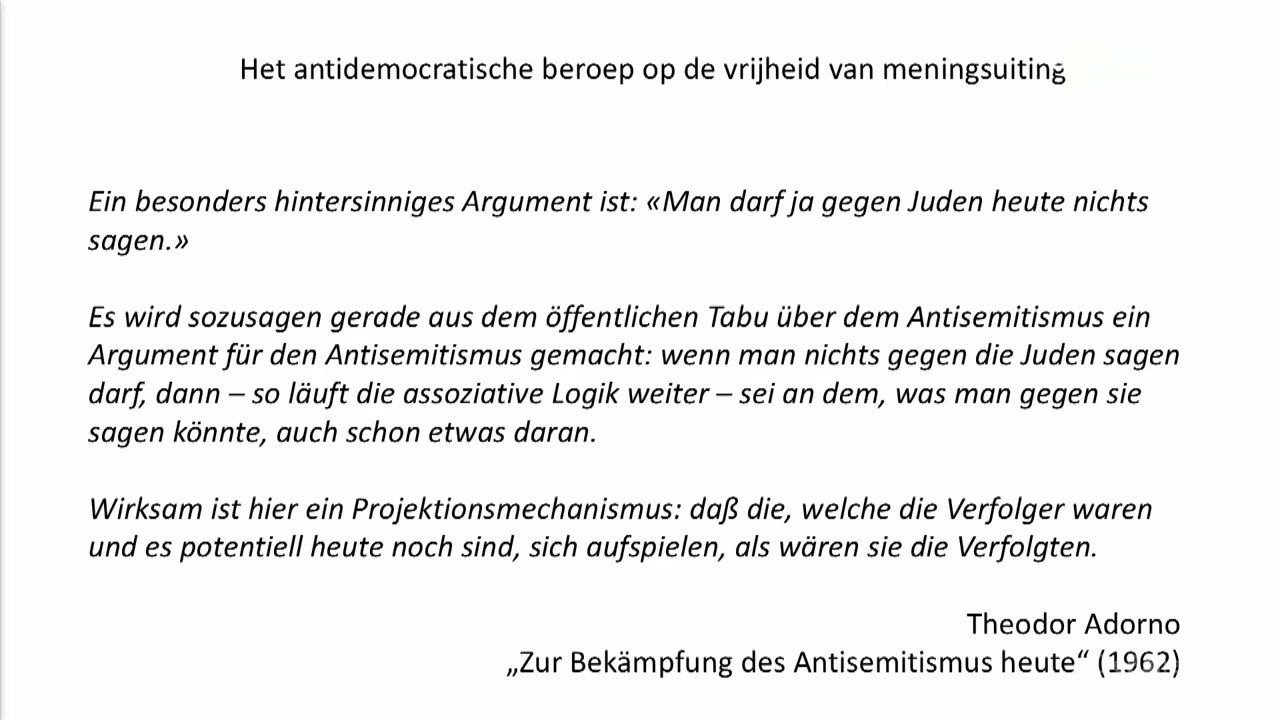 Het antidemocratische beroep op de vrijheid van meningsuiting
Ein besonders hintersinniges Argument ist: «Man darf ja gegen Juden heute nichts
sagen.»
Es wird sozusagen gerade aus dem öffentlichen Tabu über dem Antisemitismus ein
Argument für den Antisemitismus gemacht: wenn man nichts gegen die Juden sagen
darf, dann – so läuft die assoziative Logik weiter – sei an dem, was man gegen sie
sagen könnte, auch schon etwas daran.
Wirksam ist hier ein Projektionsmechanismus: daß die, welche die Verfolger waren
und es potentiell heute noch sind, sich aufspielen, als wären sie die Verfolgten.
Theodor Adorno
„Zur Bekämpfung des Antisemitismus heute“ (1962)